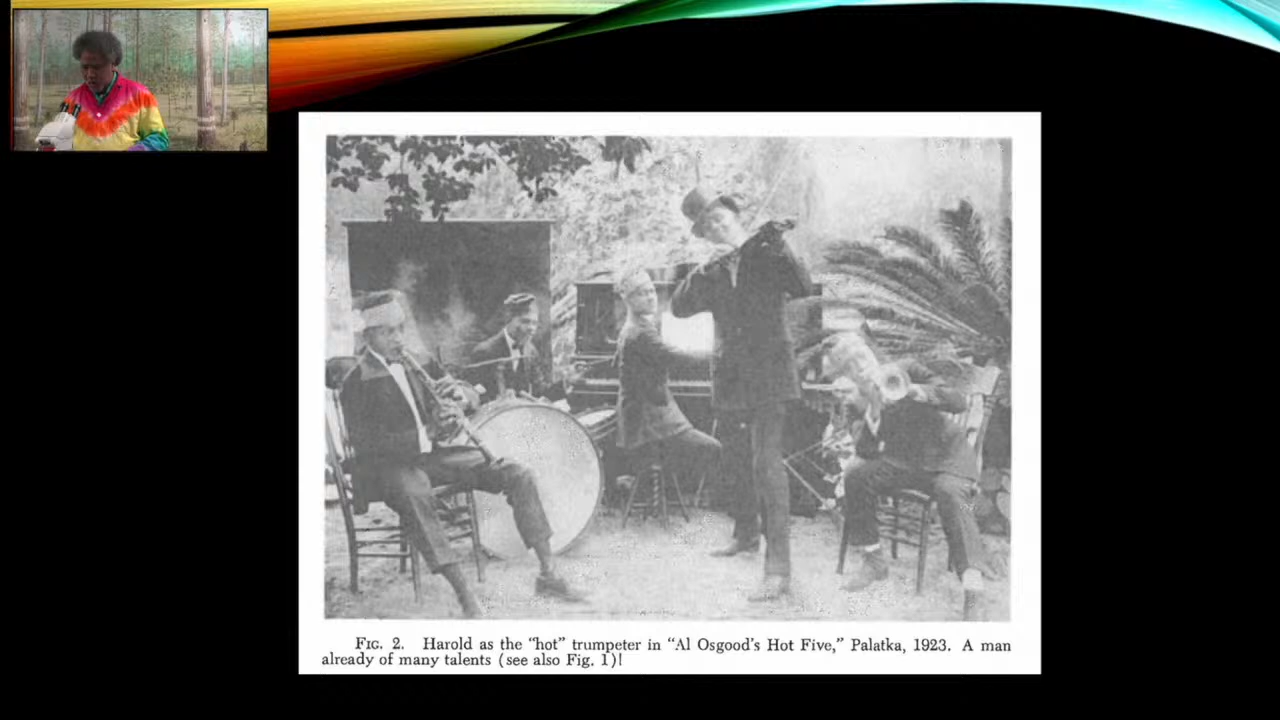 FIG. 2. Harold as the "hot" trumpeter in "Al Osgood's Hot Five," Palatka, 1923. A man
already of many talents (see also Fig. 1)!